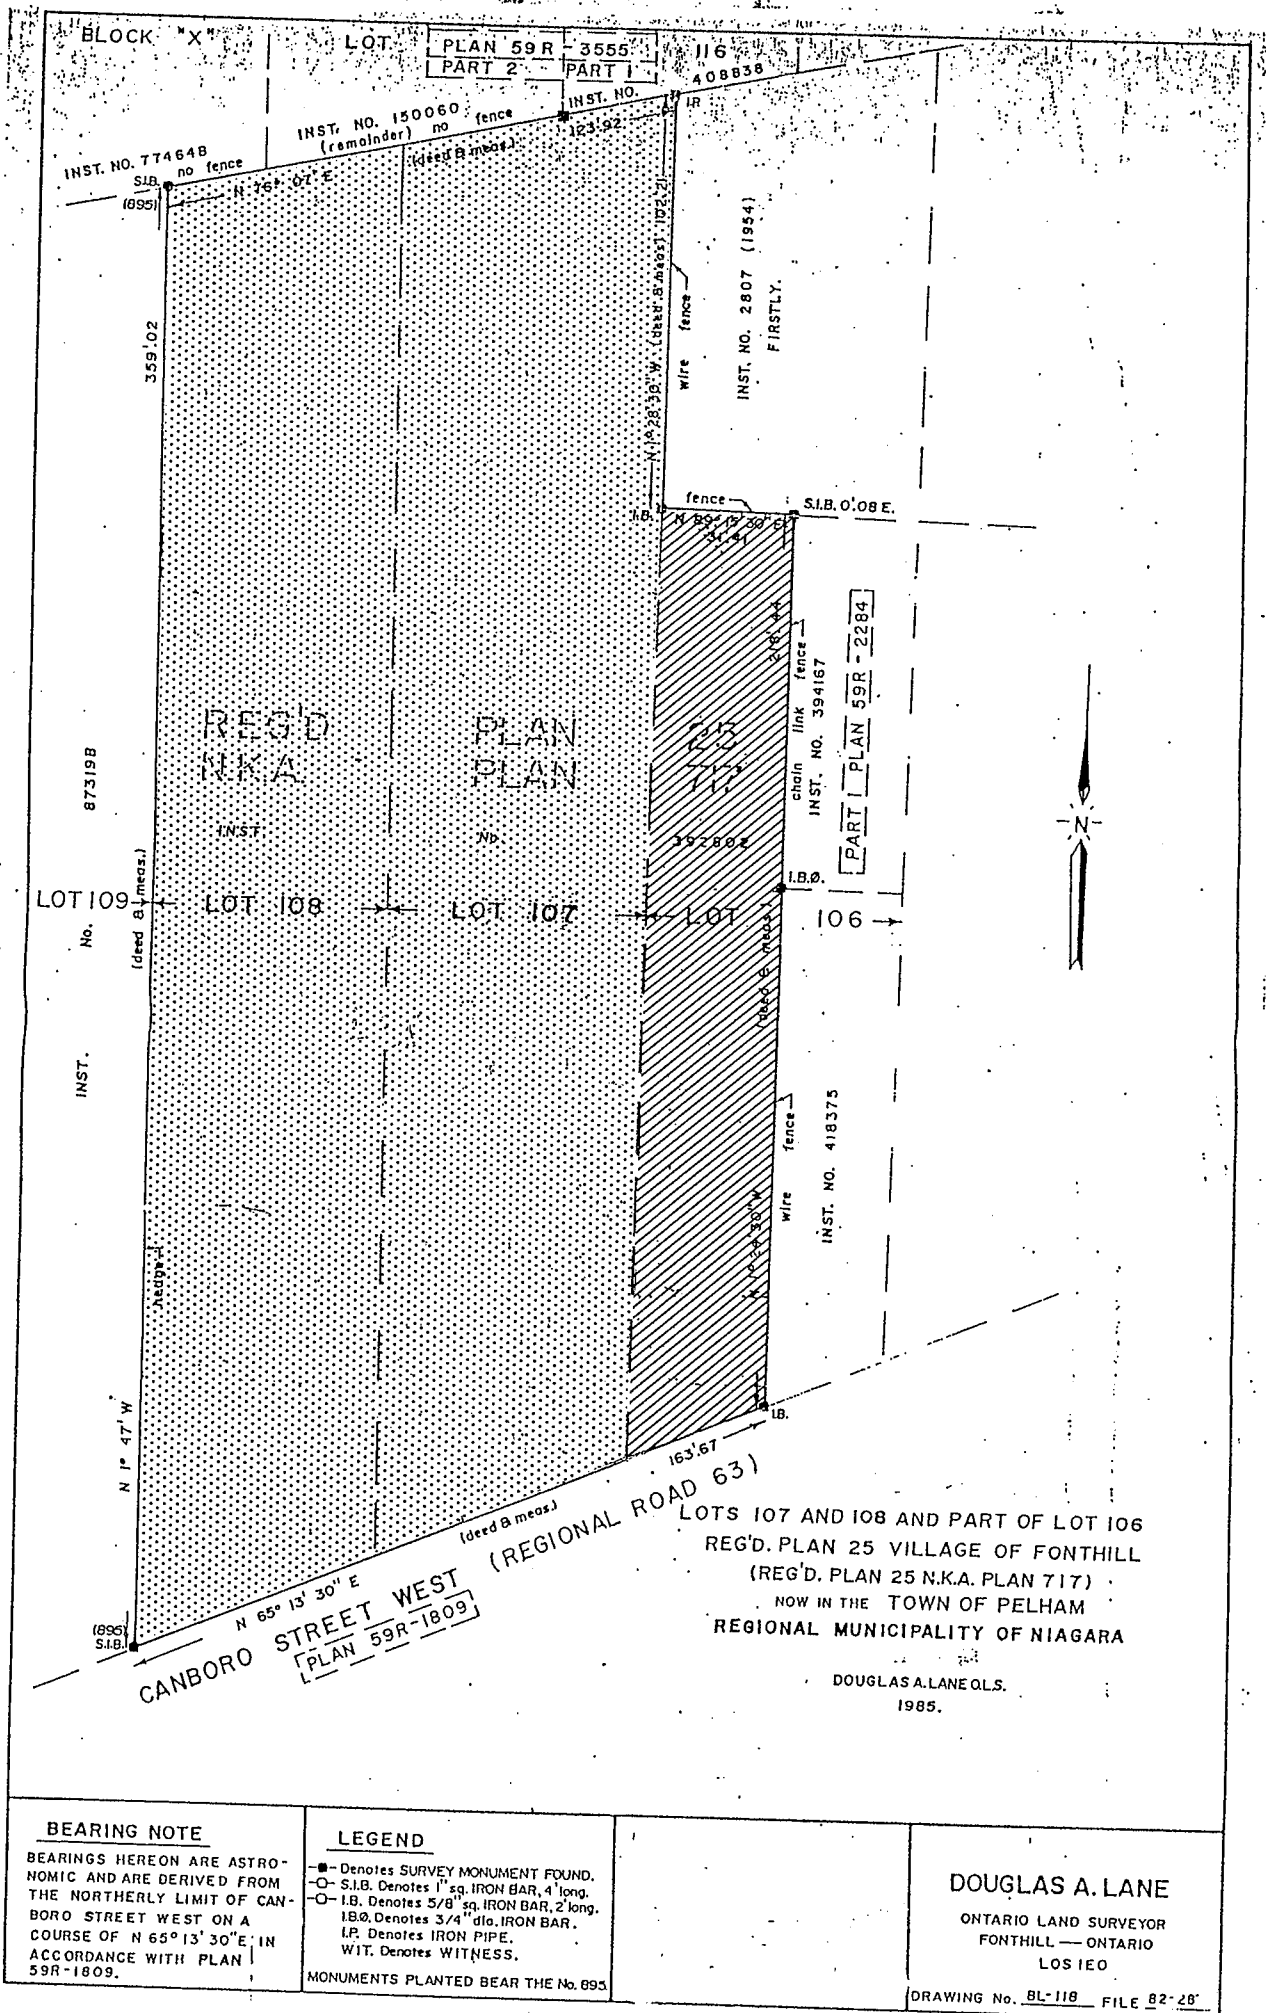 BLOCK "X"
LOT
PLAN 59R-3555
PART 2
PART 1
116
INST. NO.
408838
I.P.
INST. NO. 150060
(remainder) no fence
123.92
(deed & meas.)
INST. NO. 77464B
no fence
S.I.B.
(895)
N 76° 07' E
359'02
N 1° 28' 30" W (deed & meas.) 102.21
wire fence
INST. NO. 2807 (1954)
FIRSTLY.
I.B.
fence
S.I.B. 0'.08 E.
N 89° 15' 30" E
31.41
218'.44
chain link fence
INST. NO. 394167
PART 1 PLAN 59R-2284
REG'D PLAN 25
N.K.A. PLAN 717
INST. No. 392802
INST. No. 87319B
(deed & meas.)
N
I.B.Ø.
LOT 109
LOT 108
LOT 107
LOT 106
(deed & meas.)
wire fence
INST. NO. 418375
N 1° 24' 30" W
hedge
N 1° 47' W
I.B.
163'.67
(deed & meas.)
N 65° 13' 30" E
(895)
S.I.B.
CANBORO STREET WEST (REGIONAL ROAD 63)
PLAN 59R-1809
LOTS 107 AND 108 AND PART OF LOT 106
REG'D. PLAN 25 VILLAGE OF FONTHILL
(REG'D. PLAN 25 N.K.A. PLAN 717)
NOW IN THE TOWN OF PELHAM
REGIONAL MUNICIPALITY OF NIAGARA
DOUGLAS A. LANE O.L.S.
1985.
BEARING NOTE
BEARINGS HEREON ARE ASTRO-
NOMIC AND ARE DERIVED FROM
THE NORTHERLY LIMIT OF CAN-
BORO STREET WEST ON A
COURSE OF N 65° 13' 30" E IN
ACCORDANCE WITH PLAN
59R-1809.
LEGEND
Denotes SURVEY MONUMENT FOUND.
S.I.B. Denotes 1" sq. IRON BAR, 4' long.
I.B. Denotes 5/8" sq. IRON BAR, 2' long.
I.B.Ø. Denotes 3/4" dia. IRON BAR.
I.P. Denotes IRON PIPE.
WIT. Denotes WITNESS.
MONUMENTS PLANTED BEAR THE No. 895
DOUGLAS A. LANE
ONTARIO LAND SURVEYOR
FONTHILL — ONTARIO
LOS 1E0
DRAWING No. BL-118 FILE 82-28